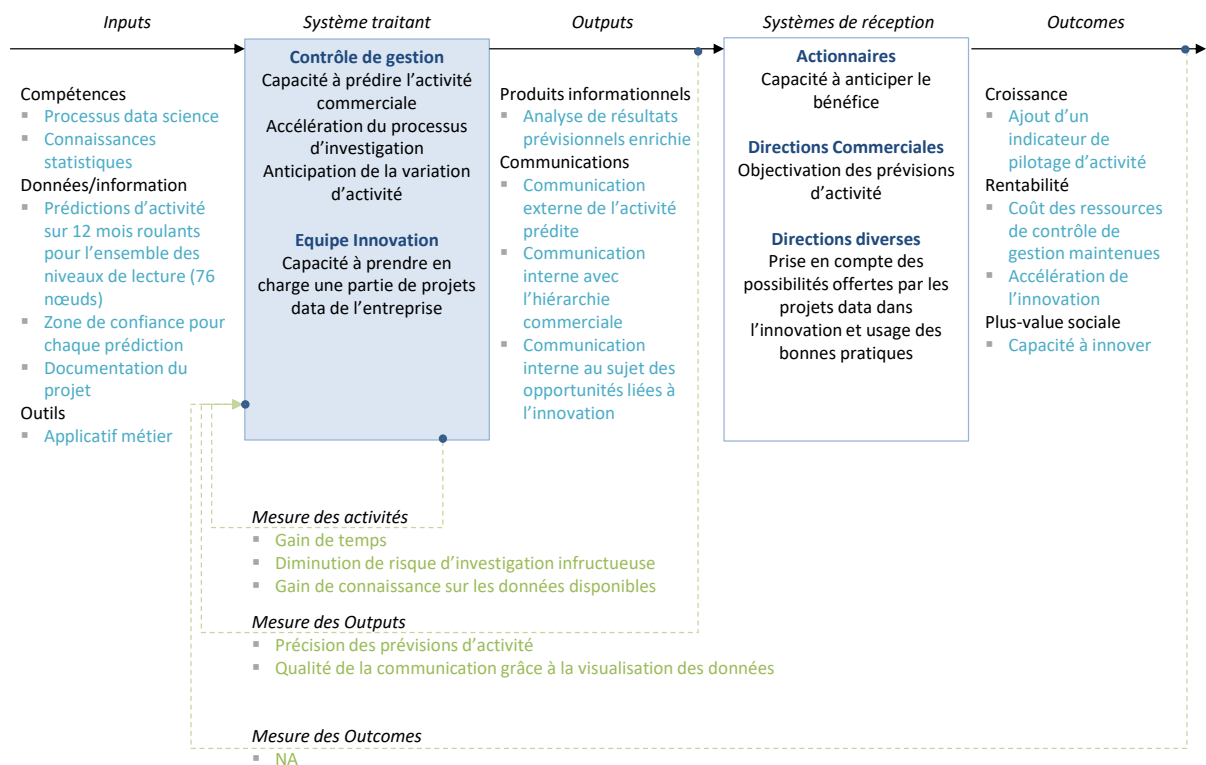 Inputs
Système traitant
Outputs
Systèmes de réception
Outcomes
Compétences
▪ Processus data science
▪ Connaissances
statistiques
Données/information
▪ Prédictions d’activité
sur 12 mois roulants
pour l’ensemble des
niveaux de lecture (76
nœuds)
▪ Zone de confiance pour
chaque prédiction
▪ Documentation du
projet
Outils
▪ Applicatif métier
Contrôle de gestion
Capacité à prédire l’activité
commerciale
Accélération du processus
d’investigation
Anticipation de la variation
d’activité
Equipe Innovation
Capacité à prendre en
charge une partie de projets
data de l’entreprise
Produits informationnels
▪ Analyse de résultats
prévisionnels enrichie
Communications
▪ Communication
externe de l’activité
prédite
▪ Communication
interne avec
l’hiérarchie
commerciale
▪ Communication
interne au sujet des
opportunités liées à
l’innovation
Actionnaires
Capacité à anticiper le
bénéfice
Directions Commerciales
Objectivation des prévisions
d’activité
Directions diverses
Prise en compte des
possibilités offertes par les
projets data dans
l’innovation et usage des
bonnes pratiques
Croissance
▪ Ajout d’un
indicateur de
pilotage d’activité
Rentabilité
▪ Coût des ressources
de contrôle de
gestion maintenues
▪ Accélération de
l’innovation
Plus-value sociale
▪ Capacité à innover
Mesure des activités
▪ Gain de temps
▪ Diminution de risque d’investigation infructueuse
▪ Gain de connaissance sur les données disponibles
Mesure des Outputs
▪ Précision des prévisions d’activité
▪ Qualité de la communication grâce à la visualisation des données
Mesure des Outcomes
▪ NA